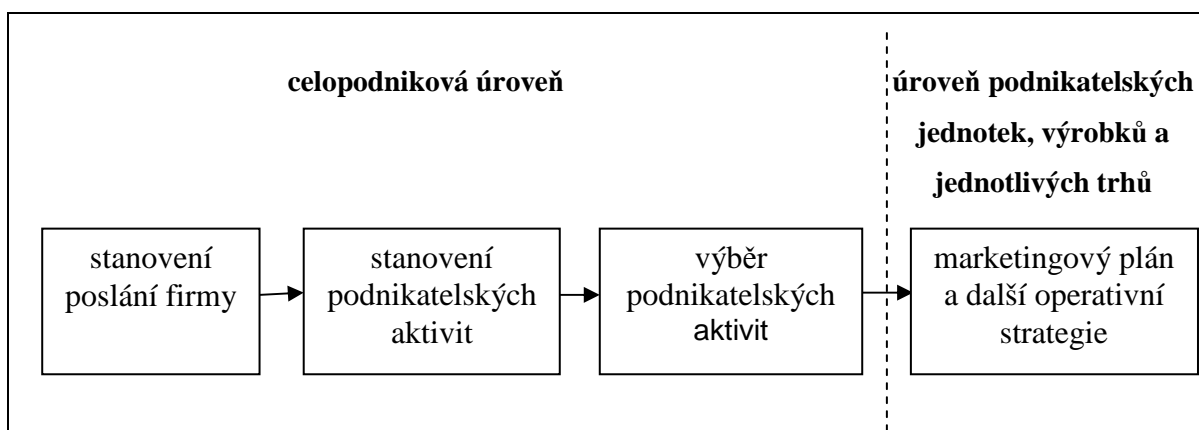 celopodniková úroveň
úroveň podnikatelských
jednotek, výrobků a
jednotlivých trhů
stanovení
poslání firmy
stanovení
podnikatelských
aktivit
výběr
podnikatelských
aktivit
marketingový plán
a další operativní
strategie